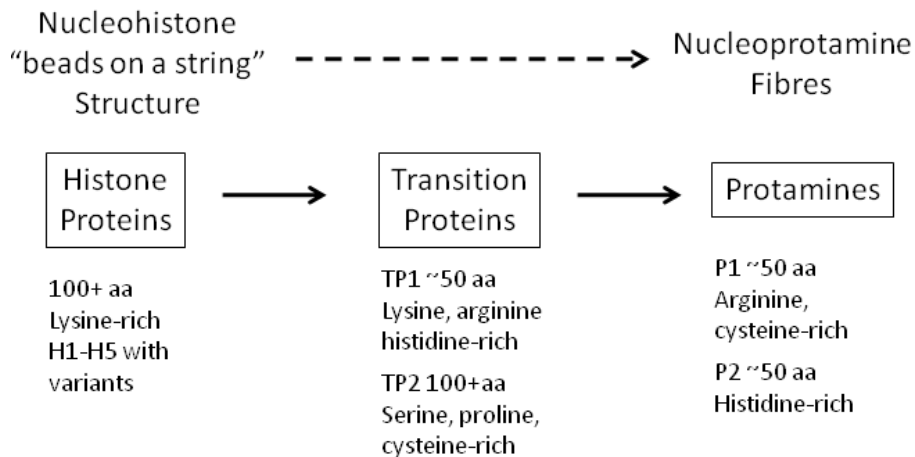 Nucleohistone
“beads on a string”
Structure
Nucleoprotamine
Fibres
Histone
Proteins
Transition
Proteins
Protamines
100+ aa
Lysine-rich
H1-H5 with
variants
TP1 ~50 aa
Lysine, arginine
histidine-rich
TP2 100+aa
Serine, proline,
cysteine-rich
P1 ~50 aa
Arginine,
cysteine-rich
P2 ~50 aa
Histidine-rich